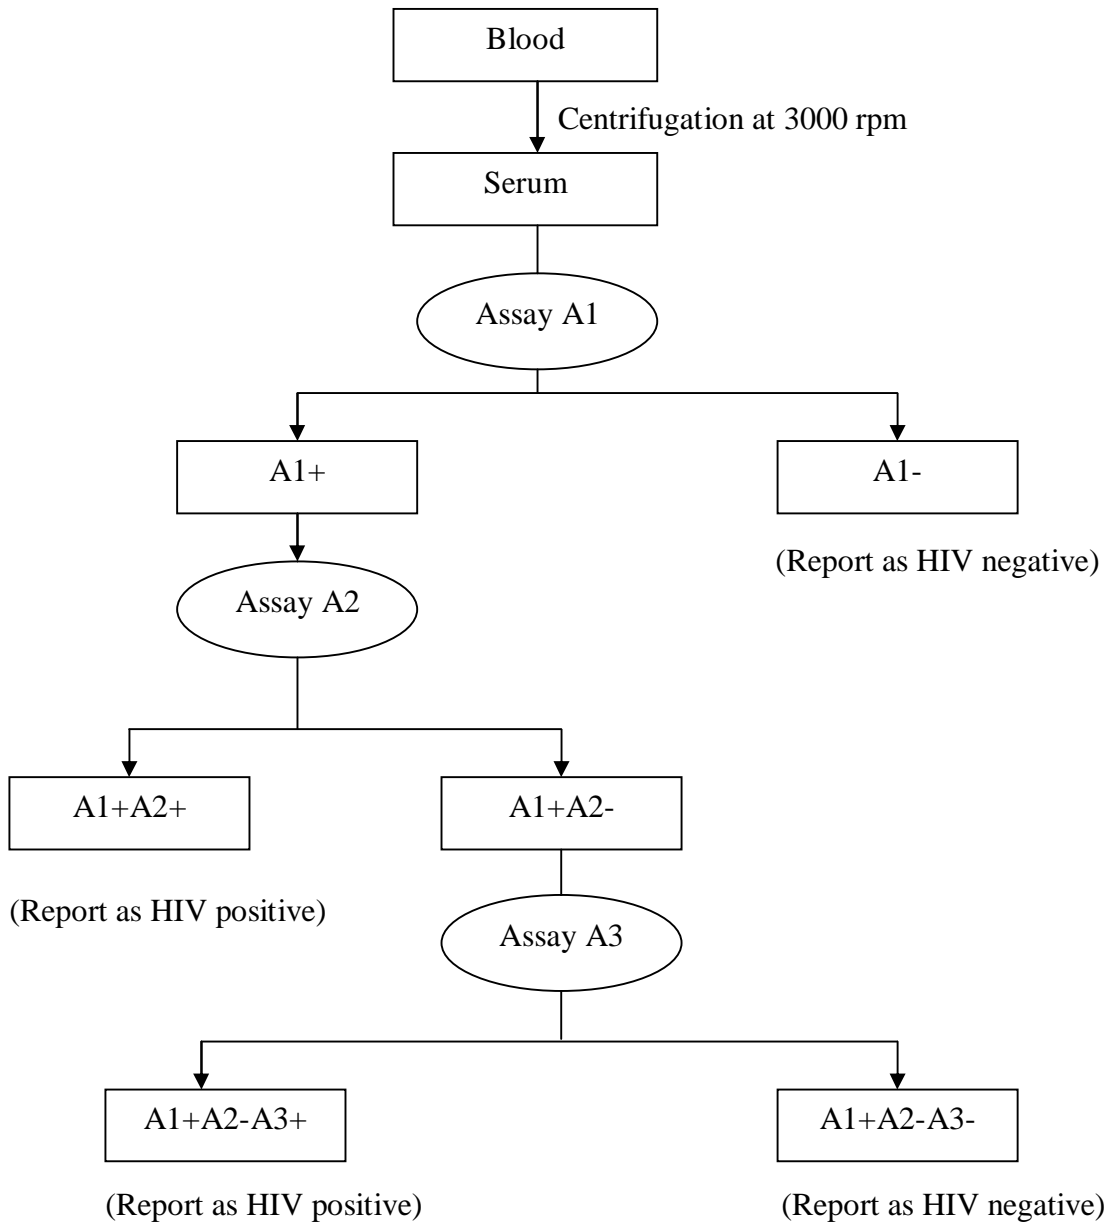 Blood
Centrifugation at 3000 rpm
Serum
Assay A1
A1+
A1-
(Report as HIV negative)
Assay A2
A1+A2+
A1+A2-
(Report as HIV positive)
Assay A3
A1+A2-A3+
A1+A2-A3-
(Report as HIV positive)
(Report as HIV negative)